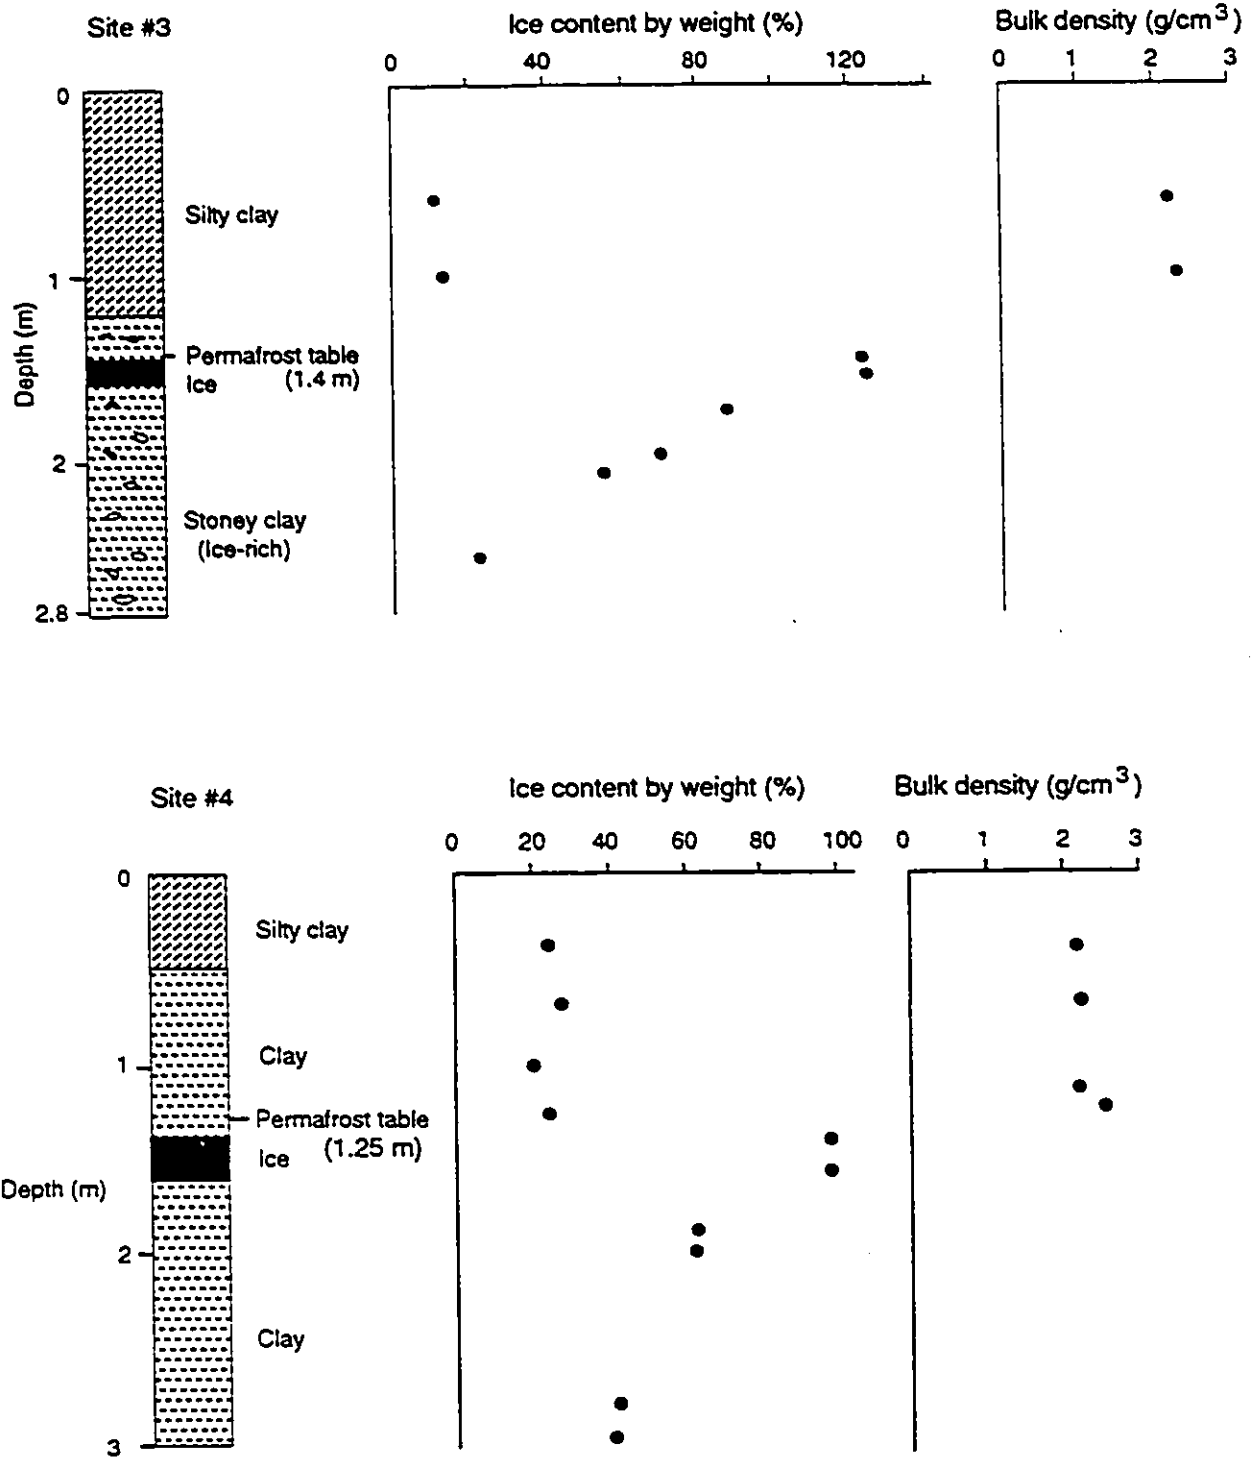 Site #3
Ice content by weight (%)
Bulk density (g/cm³)
0 40 80 120
0 1 2 3
0
Silty clay
1
Depth (m)
Permafrost table
Ice (1.4 m)
2
Stoney clay
(Ice-rich)
2.8
Site #4
Ice content by weight (%)
Bulk density (g/cm³)
0 20 40 60 80 100
0 1 2 3
0
Silty clay
1
Clay
Permafrost table
(1.25 m)
Ice
Depth (m)
2
Clay
3